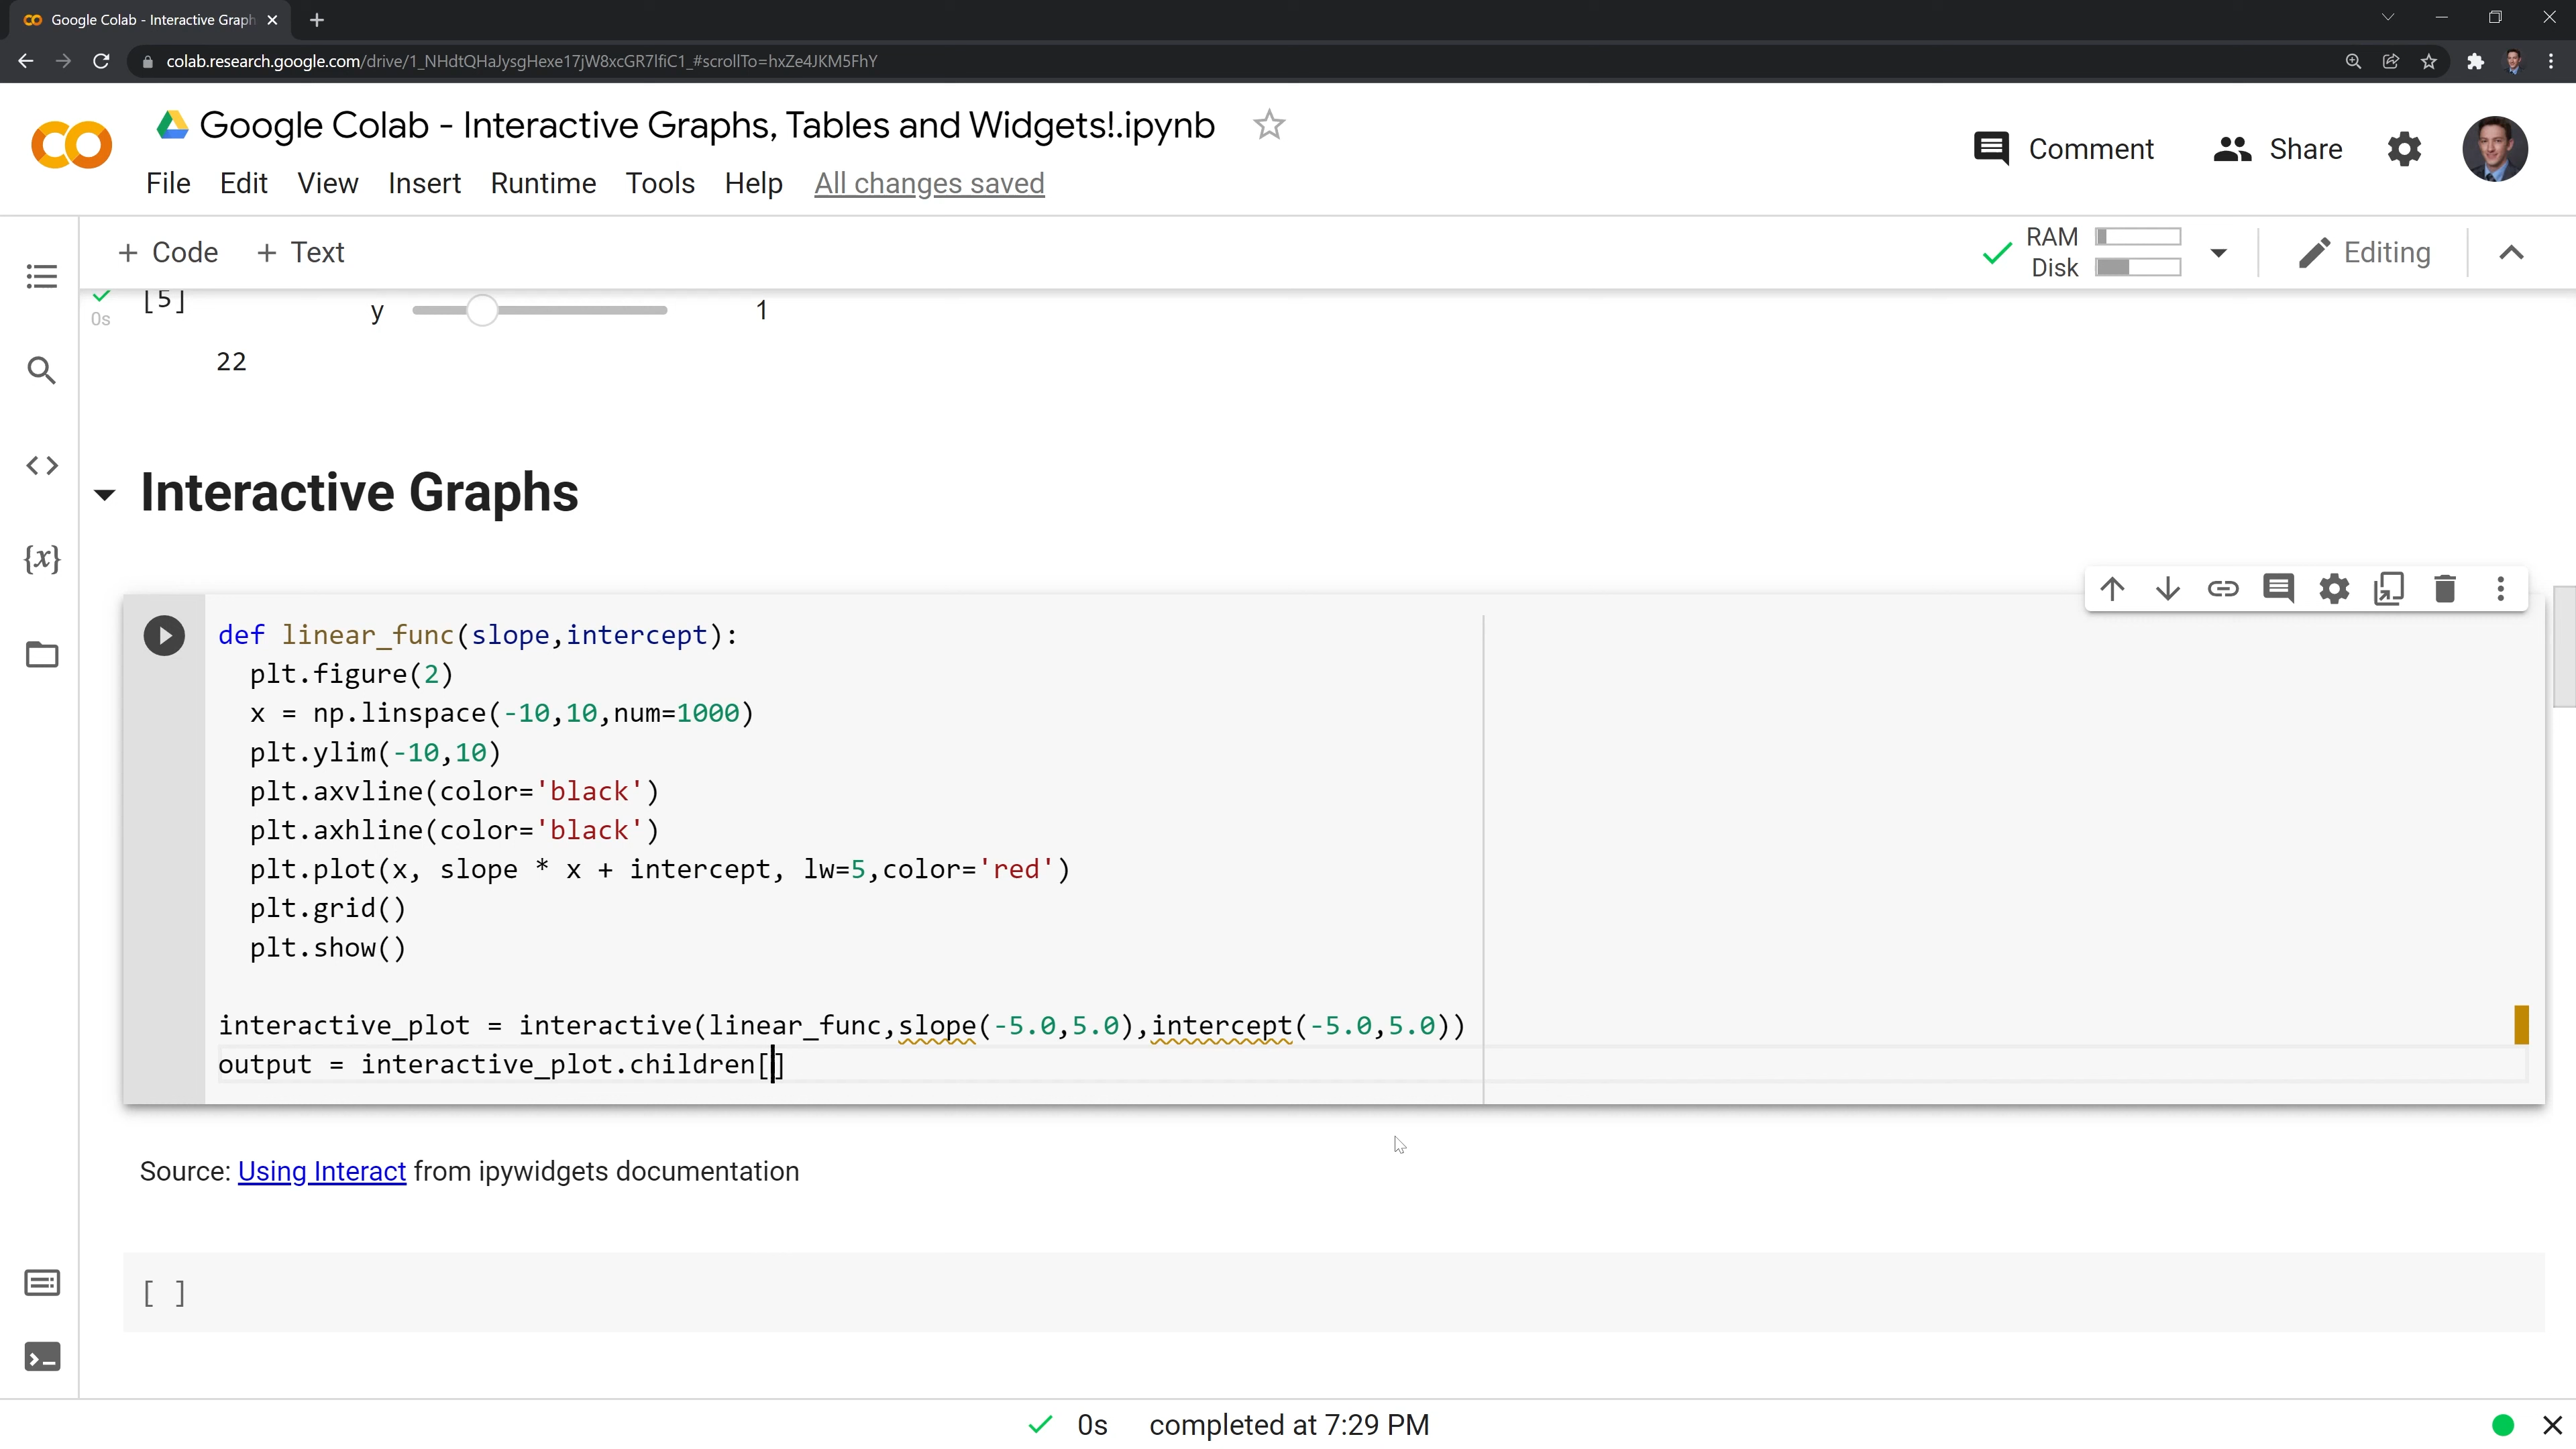 Google Colab - Interactive Graph
colab.research.google.com/drive/1_NHdtQHaJysgHexe17jW8xcGR7lfiC1_#scrollTo=hxZe4JKM5FhY
Google Colab - Interactive Graphs, Tables and Widgets!.ipynb
Comment Share
File Edit View Insert Runtime Tools Help All changes saved
+ Code + Text
RAM
Disk
Editing
[5]
0s
y 1
22
Interactive Graphs
{x}
def linear_func(slope,intercept):
  plt.figure(2)
  x = np.linspace(-10,10,num=1000)
  plt.ylim(-10,10)
  plt.axvline(color='black')
  plt.axhline(color='black')
  plt.plot(x, slope * x + intercept, lw=5,color='red')
  plt.grid()
  plt.show()
interactive_plot = interactive(linear_func,slope(-5.0,5.0),intercept(-5.0,5.0))
output = interactive_plot.children[]
Source: Using Interact from ipywidgets documentation
[ ]
0s completed at 7:29 PM